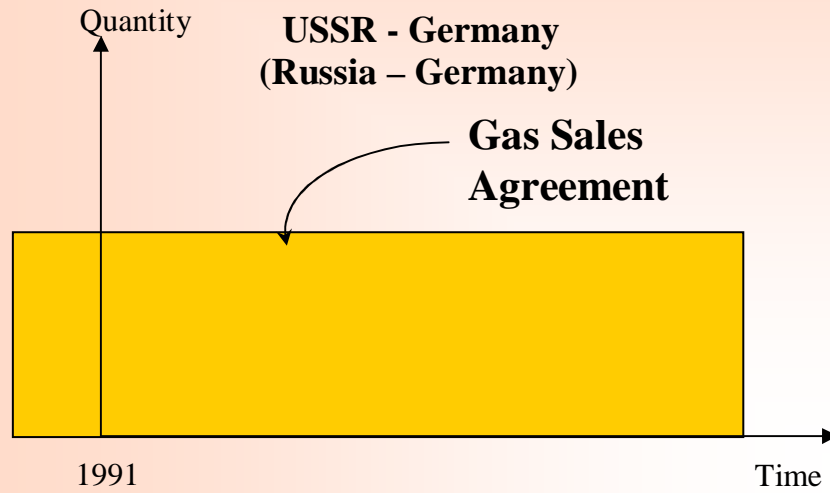 Quantity
USSR - Germany
(Russia – Germany)
Gas Sales
Agreement
1991
Time